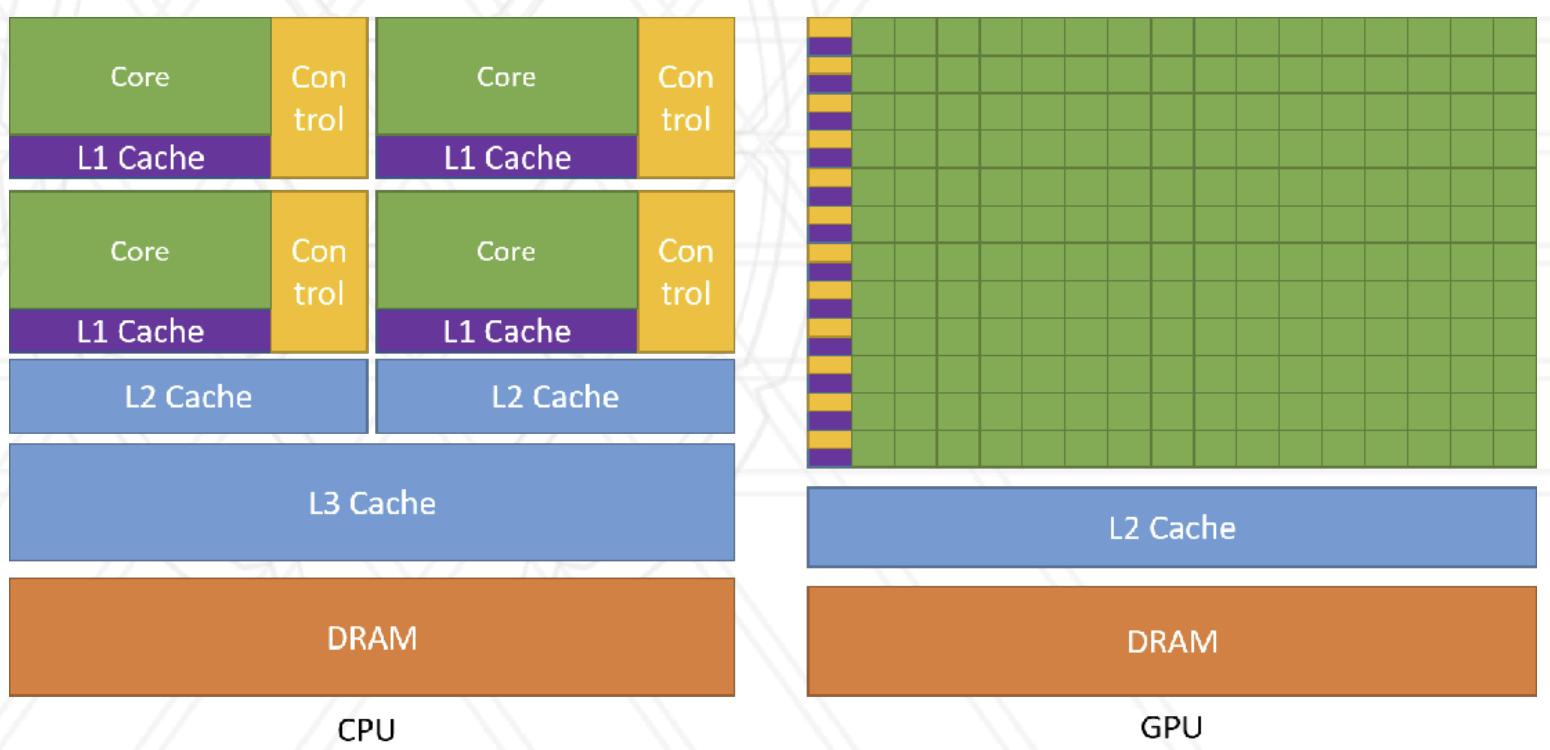 Core
Con
trol
Core
Con
trol
L1 Cache
L1 Cache
Core
Con
trol
Core
Con
trol
L1 Cache
L1 Cache
L2 Cache
L2 Cache
L3 Cache
DRAM
CPU
L2 Cache
DRAM
GPU